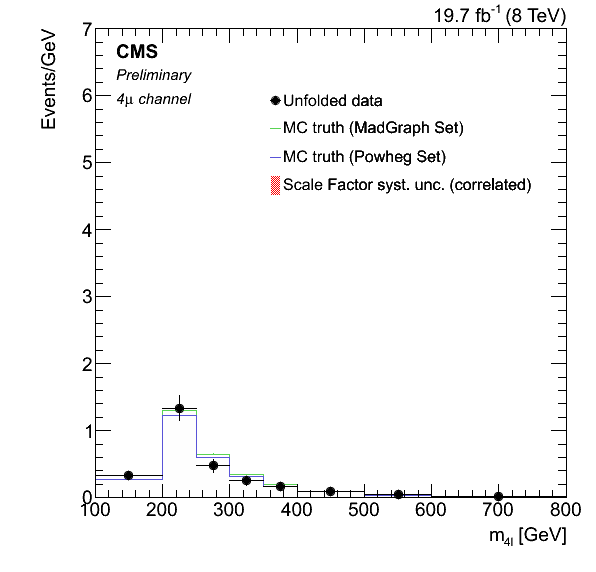 19.7 fb⁻¹ (8 TeV)
Events/GeV
7
6
5
4
3
2
1
0
CMS
Preliminary
4μ channel
Unfolded data
MC truth (MadGraph Set)
MC truth (Powheg Set)
Scale Factor syst. unc. (correlated)
100 200 300 400 500 600 700 800
m₄ₗ [GeV]